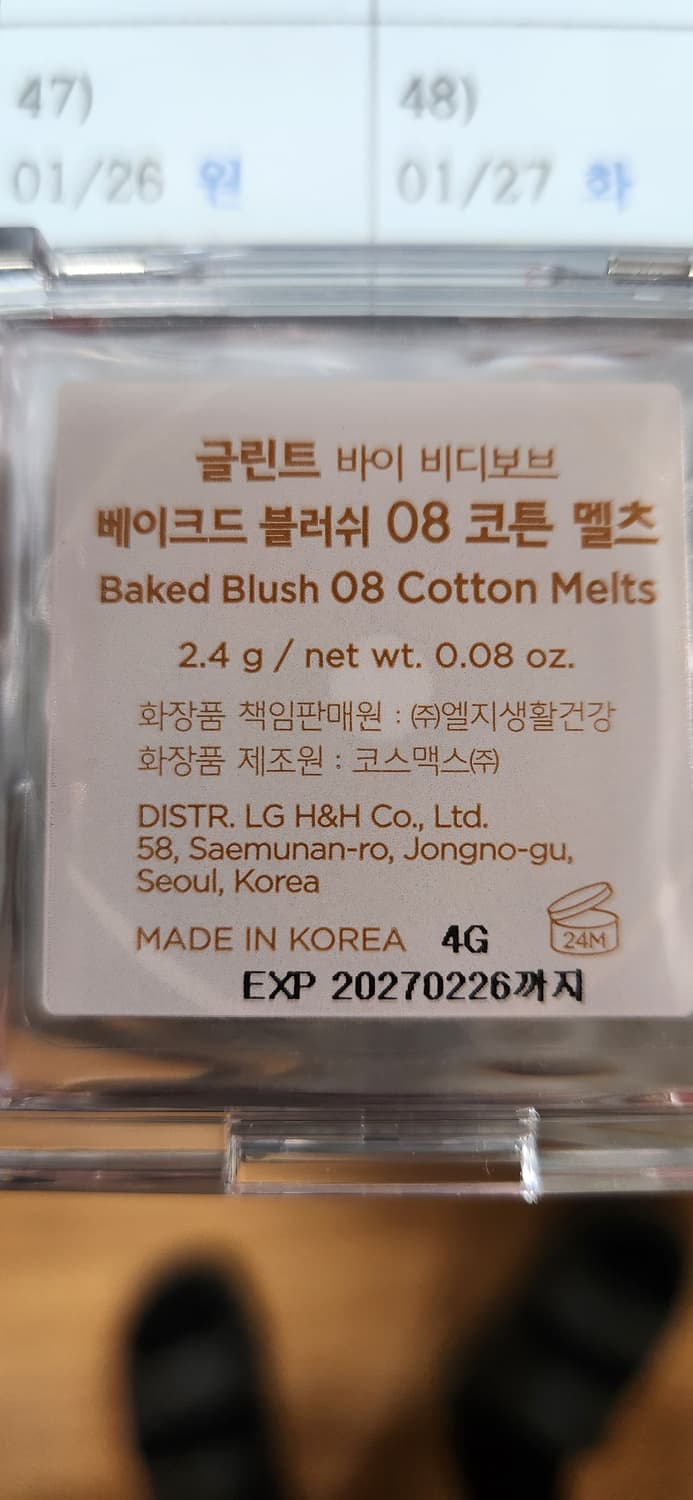 47)
48)
01/26 원
01/27 화
글린트 바이 비디보브
베이크드 블러쉬 08 코튼 멜츠
Baked Blush 08 Cotton Melts
2.4 g / net wt. 0.08 oz.
화장품 책임판매원 : ㈜엘지생활건강
화장품 제조원 : 코스맥스㈜
DISTR. LG H&H Co., Ltd.
58, Saemunan-ro, Jongno-gu,
Seoul, Korea
MADE IN KOREA 4G 24M
EXP 20270226까지